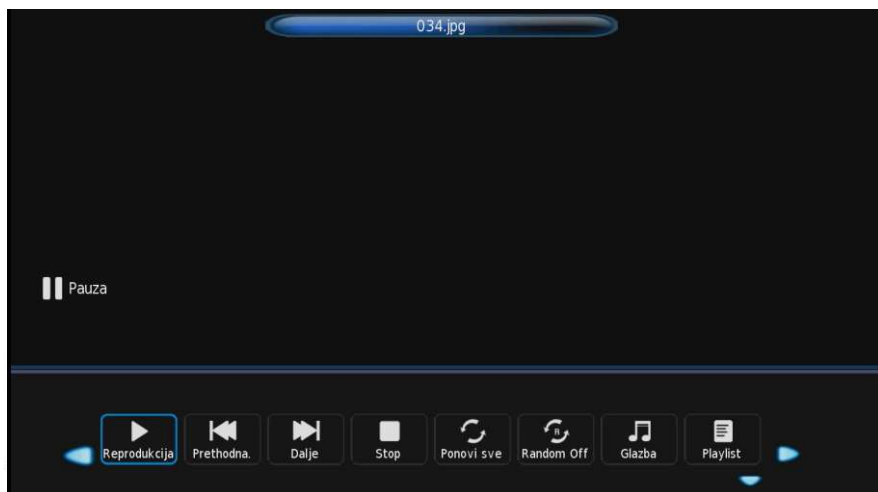 034.jpg
Pauza
Reprodukcija Prethodna. Dalje Stop Ponovi sve Random Off Glazba Playlist